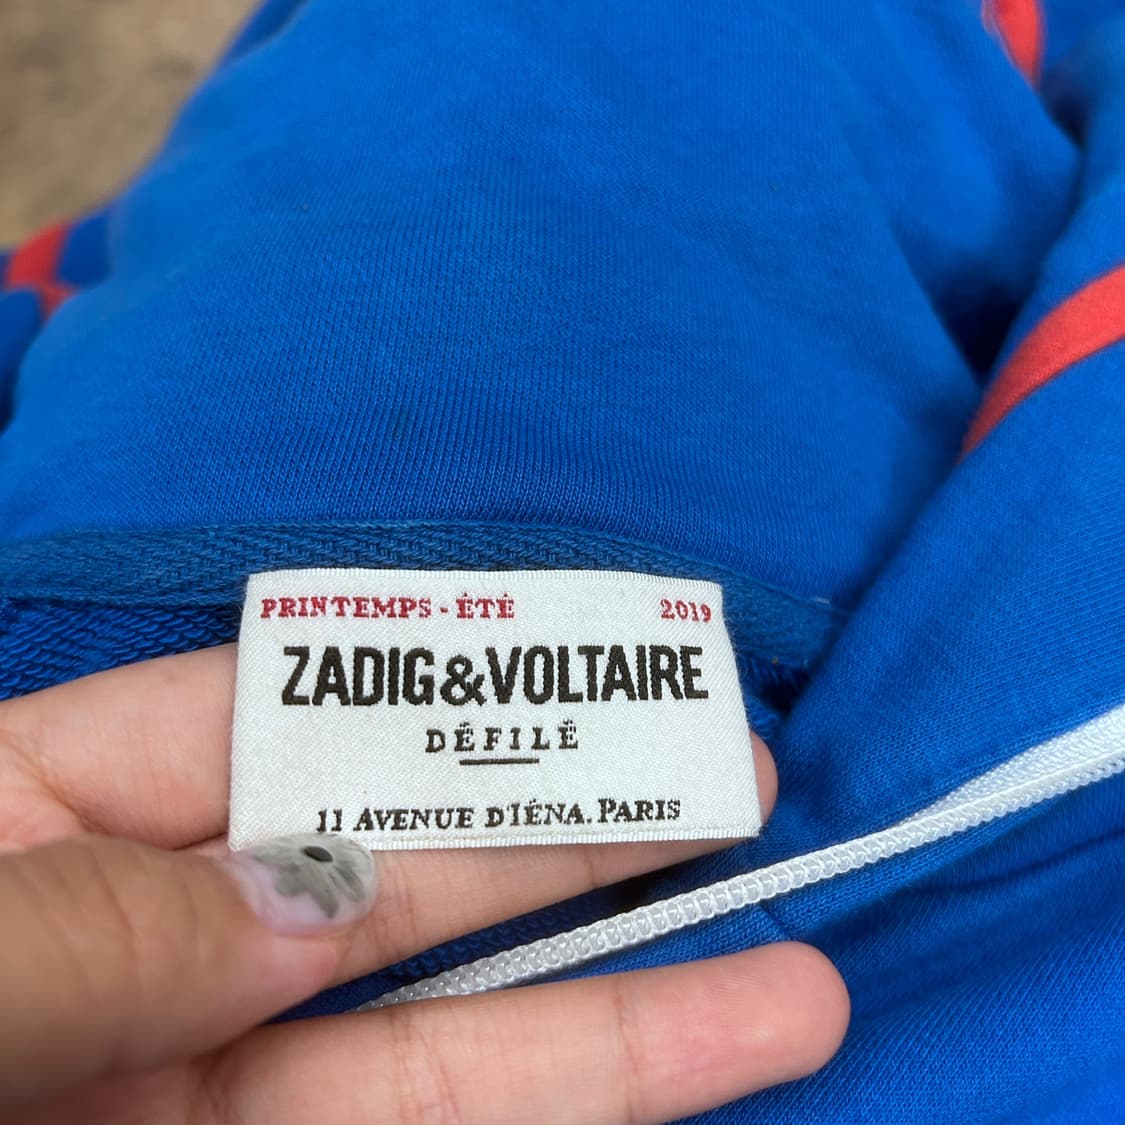 PRINTEMPS - ÉTÉ 2019
ZADIG&VOLTAIRE
DÉFILÉ
11 AVENUE D'IÉNA. PARIS